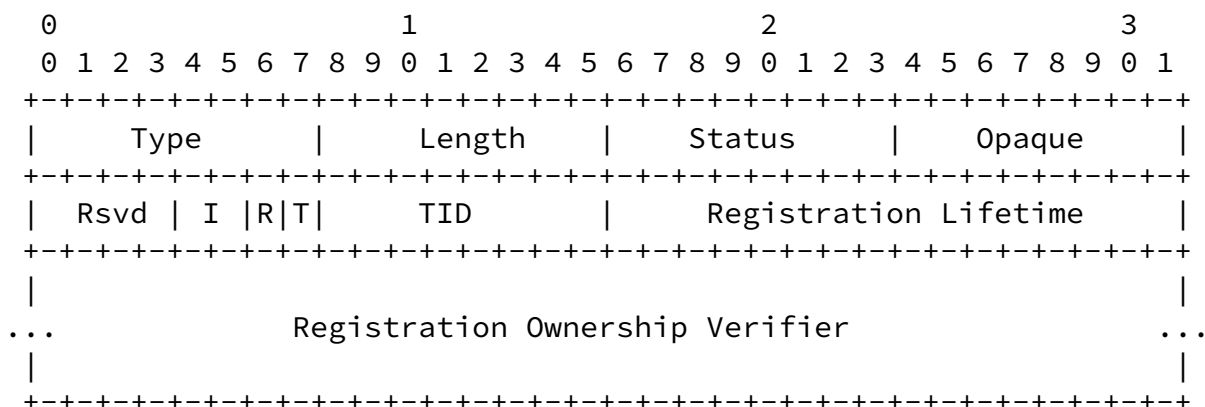 0                   1                   2                   3
 0 1 2 3 4 5 6 7 8 9 0 1 2 3 4 5 6 7 8 9 0 1 2 3 4 5 6 7 8 9 0 1
+-+-+-+-+-+-+-+-+-+-+-+-+-+-+-+-+-+-+-+-+-+-+-+-+-+-+-+-+-+-+-+-+
|     Type      |     Length    |    Status     |    Opaque     |
+-+-+-+-+-+-+-+-+-+-+-+-+-+-+-+-+-+-+-+-+-+-+-+-+-+-+-+-+-+-+-+-+
|  Rsvd | I |R|T|     TID       |     Registration Lifetime     |
+-+-+-+-+-+-+-+-+-+-+-+-+-+-+-+-+-+-+-+-+-+-+-+-+-+-+-+-+-+-+-+-+
|                                                               |
...              Registration Ownership Verifier                 ...
|                                                               |
+-+-+-+-+-+-+-+-+-+-+-+-+-+-+-+-+-+-+-+-+-+-+-+-+-+-+-+-+-+-+-+-+